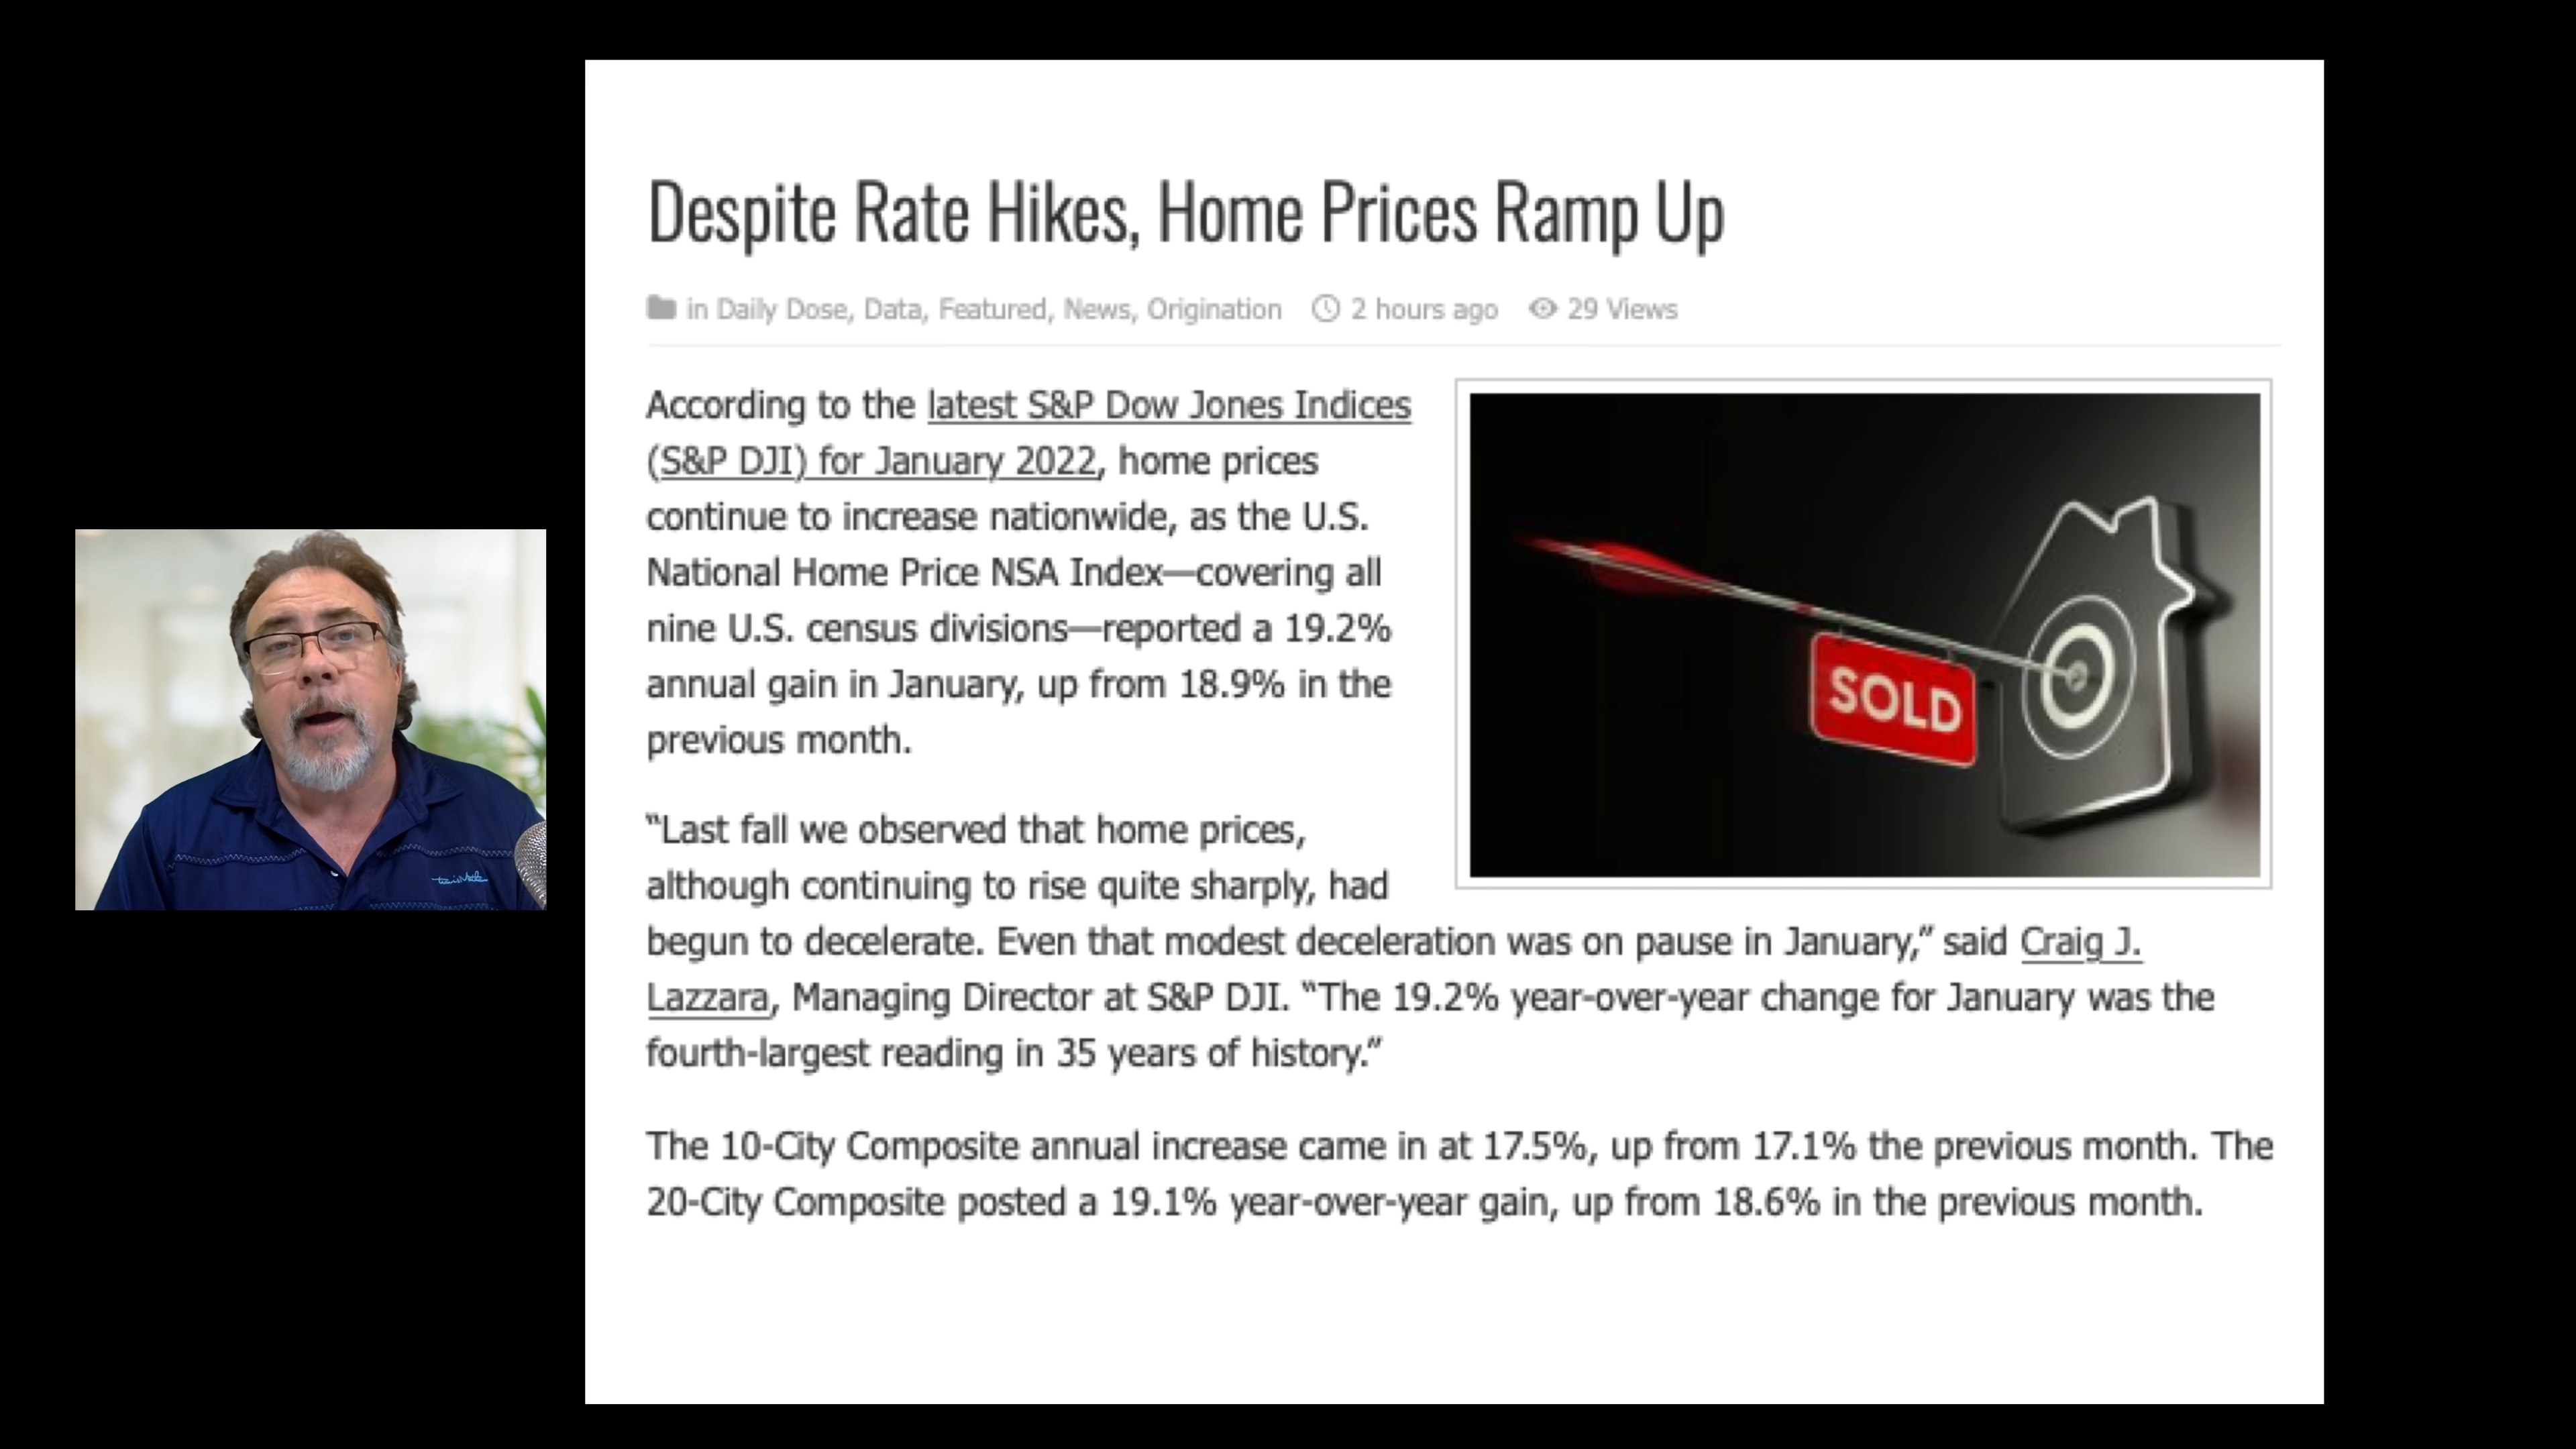 Despite Rate Hikes, Home Prices Ramp Up
in Daily Dose, Data, Featured, News, Origination 2 hours ago 29 Views
According to the latest S&P Dow Jones Indices
(S&P DJI) for January 2022, home prices
continue to increase nationwide, as the U.S.
National Home Price NSA Index—covering all
nine U.S. census divisions—reported a 19.2%
annual gain in January, up from 18.9% in the
previous month.
SOLD
“Last fall we observed that home prices,
although continuing to rise quite sharply, had
begun to decelerate. Even that modest deceleration was on pause in January,” said Craig J.
Lazzara, Managing Director at S&P DJI. “The 19.2% year-over-year change for January was the
fourth-largest reading in 35 years of history.”
The 10-City Composite annual increase came in at 17.5%, up from 17.1% the previous month. The
20-City Composite posted a 19.1% year-over-year gain, up from 18.6% in the previous month.